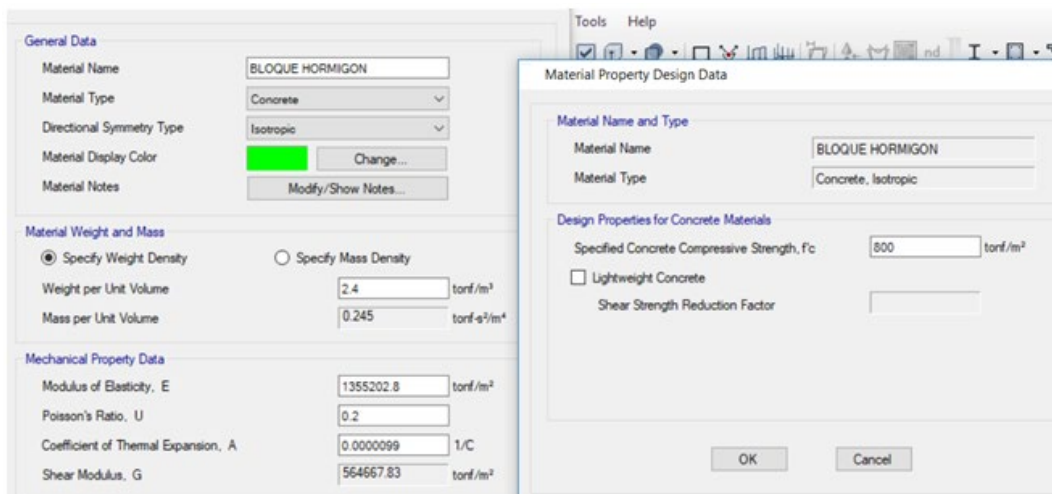 Tools Help
nd
General Data
Material Name BLOQUE HORMIGON
Material Type Concrete
Directional Symmetry Type Isotropic
Material Display Color Change...
Material Notes Modify/Show Notes...
Material Weight and Mass
Specify Weight Density Specify Mass Density
Weight per Unit Volume 2.4 tonf/m³
Mass per Unit Volume 0.245 tonf-s²/m⁴
Mechanical Property Data
Modulus of Elasticity, E 1355202.8 tonf/m²
Poisson's Ratio, U 0.2
Coefficient of Thermal Expansion, A 0.0000099 1/C
Shear Modulus, G 564667.83 tonf/m²
Material Property Design Data
Material Name and Type
Material Name BLOQUE HORMIGON
Material Type Concrete, Isotropic
Design Properties for Concrete Materials
Specified Concrete Compressive Strength, f'c 800 tonf/m²
Lightweight Concrete
Shear Strength Reduction Factor
OK Cancel